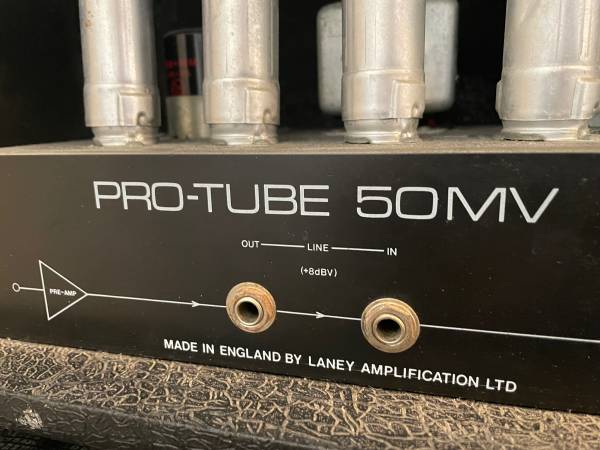 PRO-TUBE 50MV
OUT LINE IN
(+8dBV)
PRE-AMP
MADE IN ENGLAND BY LANEY AMPLIFICATION LTD